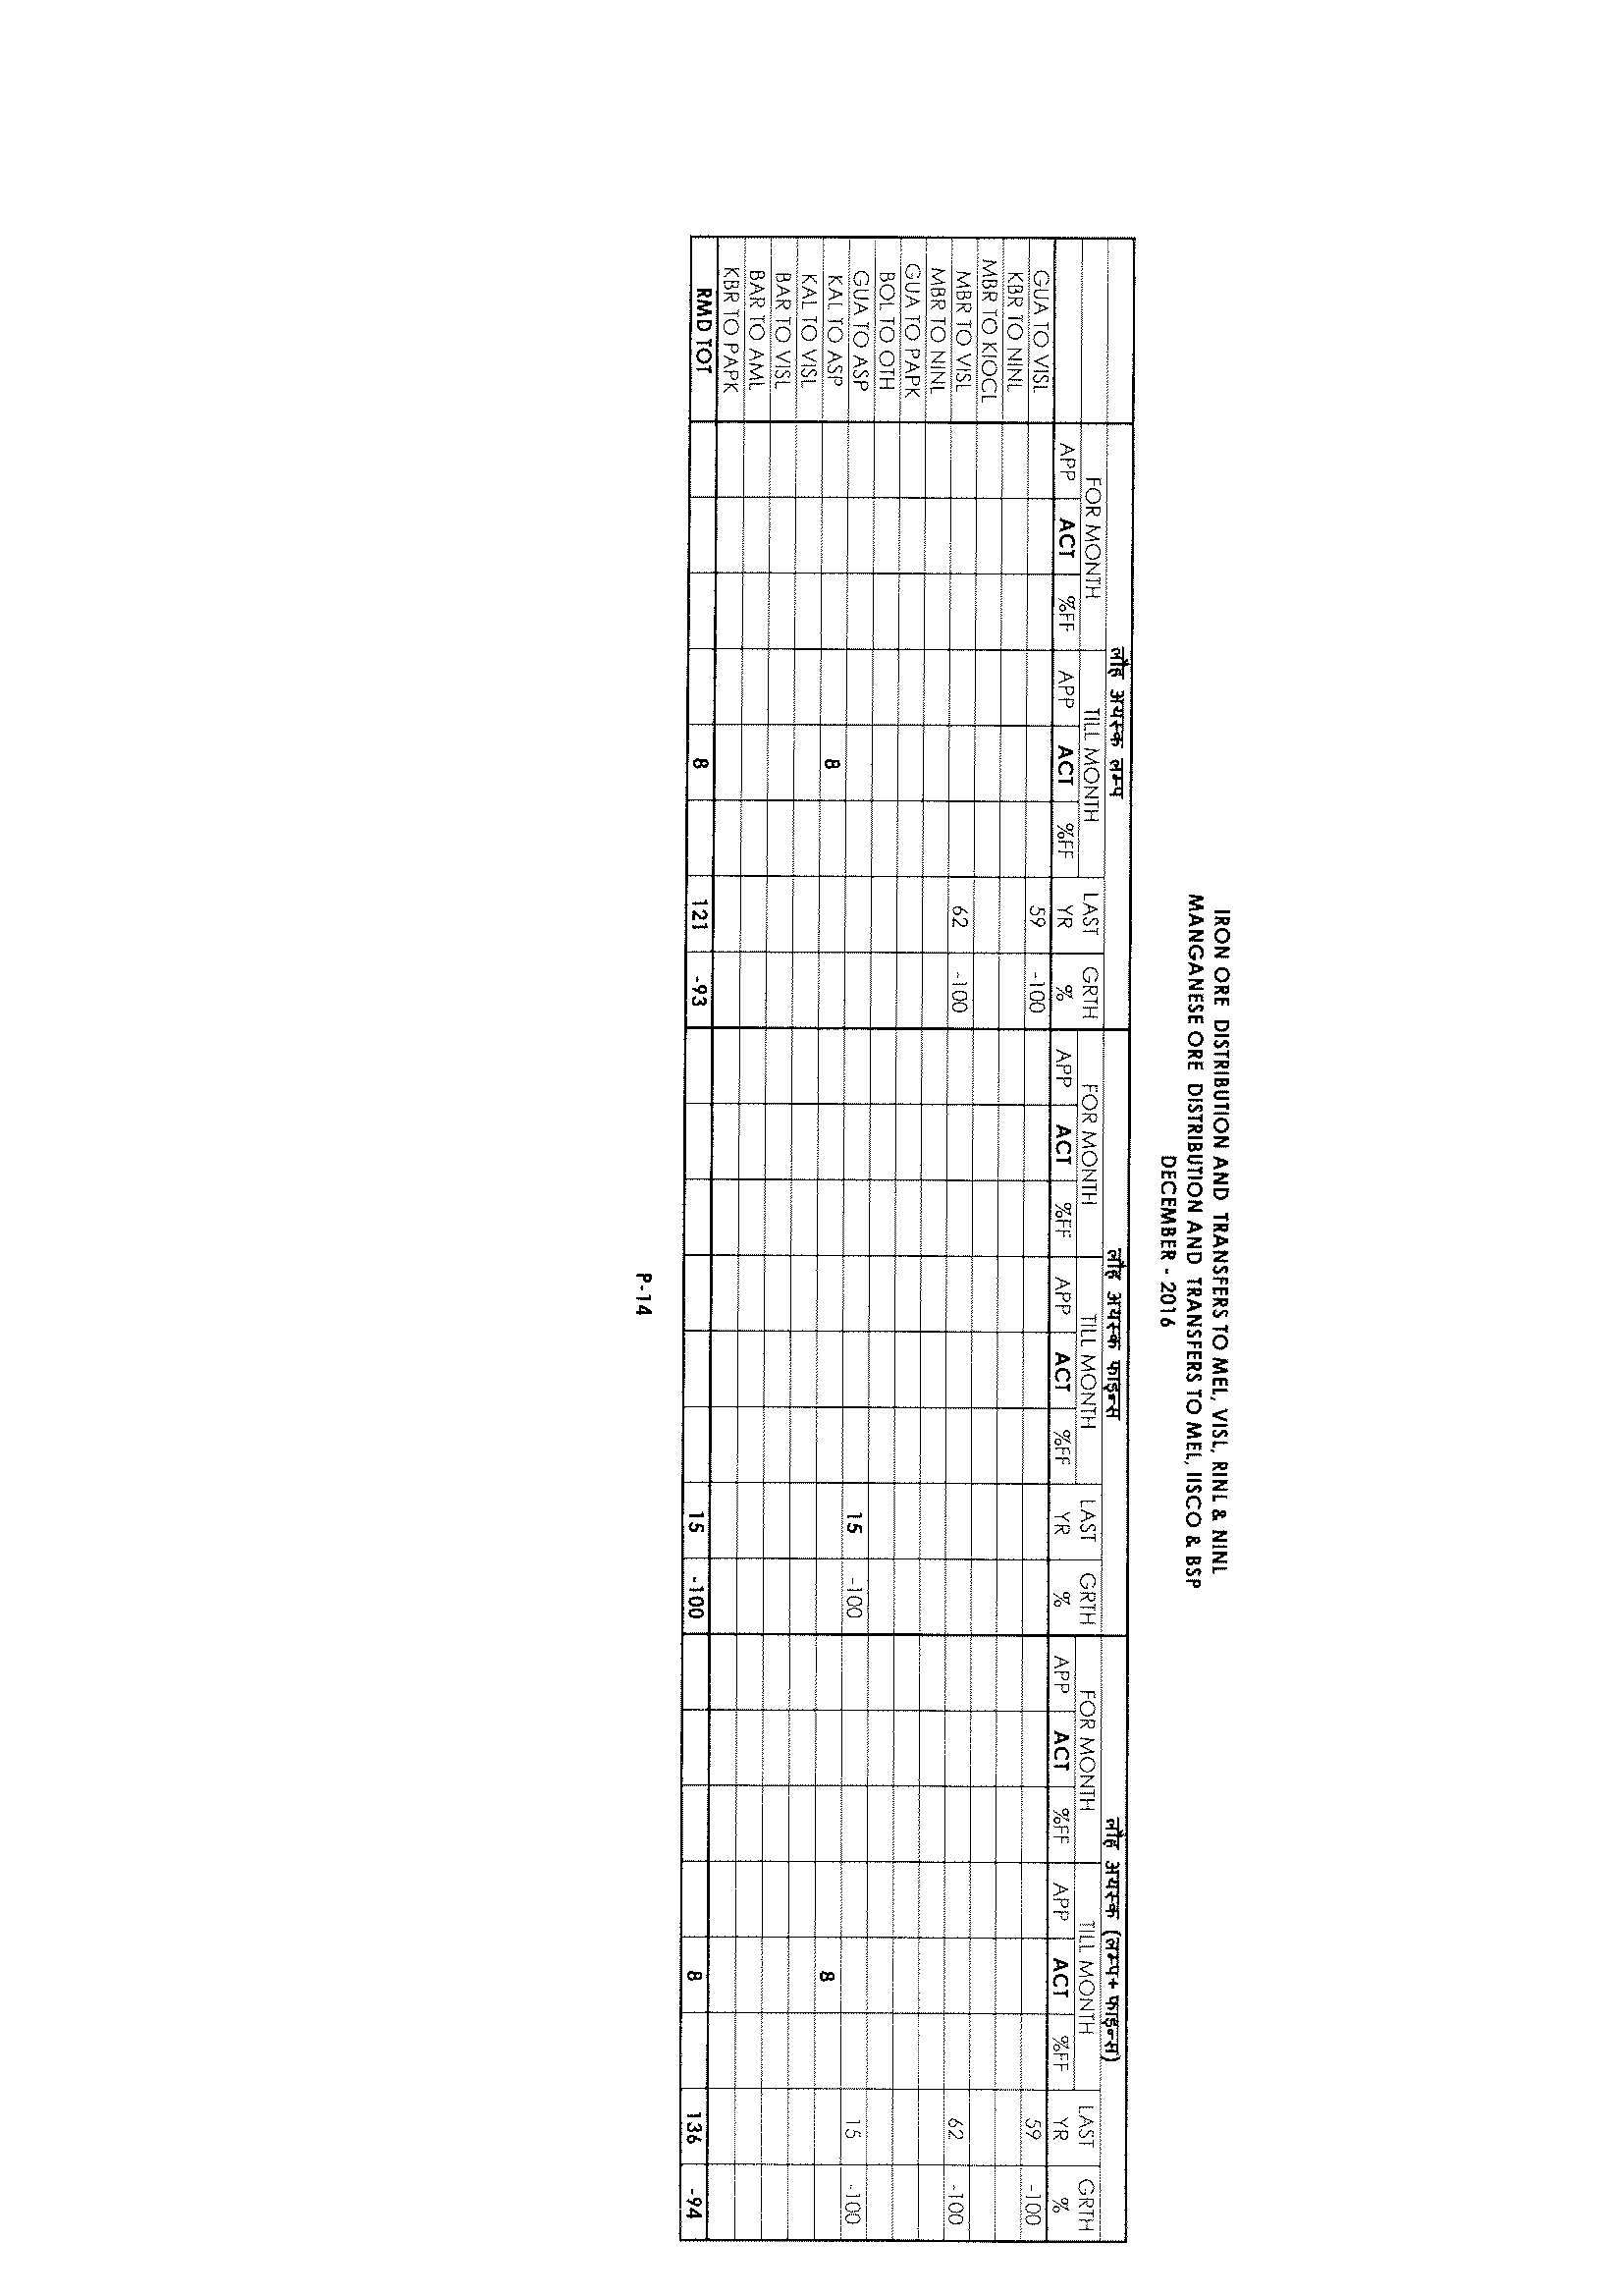 IRON ORE DISTRIBUTION AND TRANSFERS TO MEL, VISL, RINL & NINL
MANGANESE ORE DISTRIBUTION AND TRANSFERS TO MEL, IISCO & BSP
DECEMBER - 2016
लौह अयस्क लम्प लौह अयस्क फाइन्स लौह अयस्क (लम्प+ फाइन्स)
FOR MONTH TILL MONTH LAST GRTH FOR MONTH TILL MONTH LAST GRTH FOR MONTH TILL MONTH LAST GRTH
APP ACT %FF APP ACT %FF YR % APP ACT %FF APP ACT %FF YR % APP ACT %FF APP ACT %FF YR %
GUA TO VISL 59 -100 59 -100
KBR TO NINL
MBR TO KIOCL
MBR TO VISL 62 -100 62 -100
MBR TO NINL
GUA TO PAPK
BOL TO OTH
GUA TO ASP 15 -100 15 -100
KAL TO ASP 8 8
KAL TO VISL
BAR TO VISL
BAR TO AML
KBR TO PAPK
RMD TOT 8 121 -93 15 -100 8 136 -94
P-14